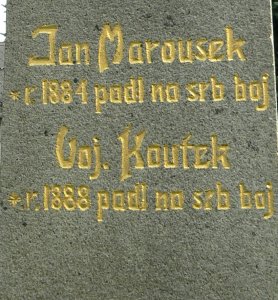 Jan Marousek
*r 1884 padl na srb boj
Voj. Koutek
*r. 1888 padl na srb boj